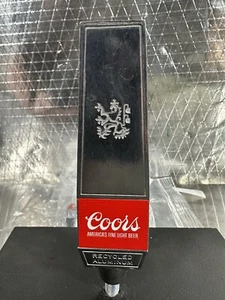 Coors
AMERICA'S FINE LIGHT BEER
RECYCLED
ALUMINUM